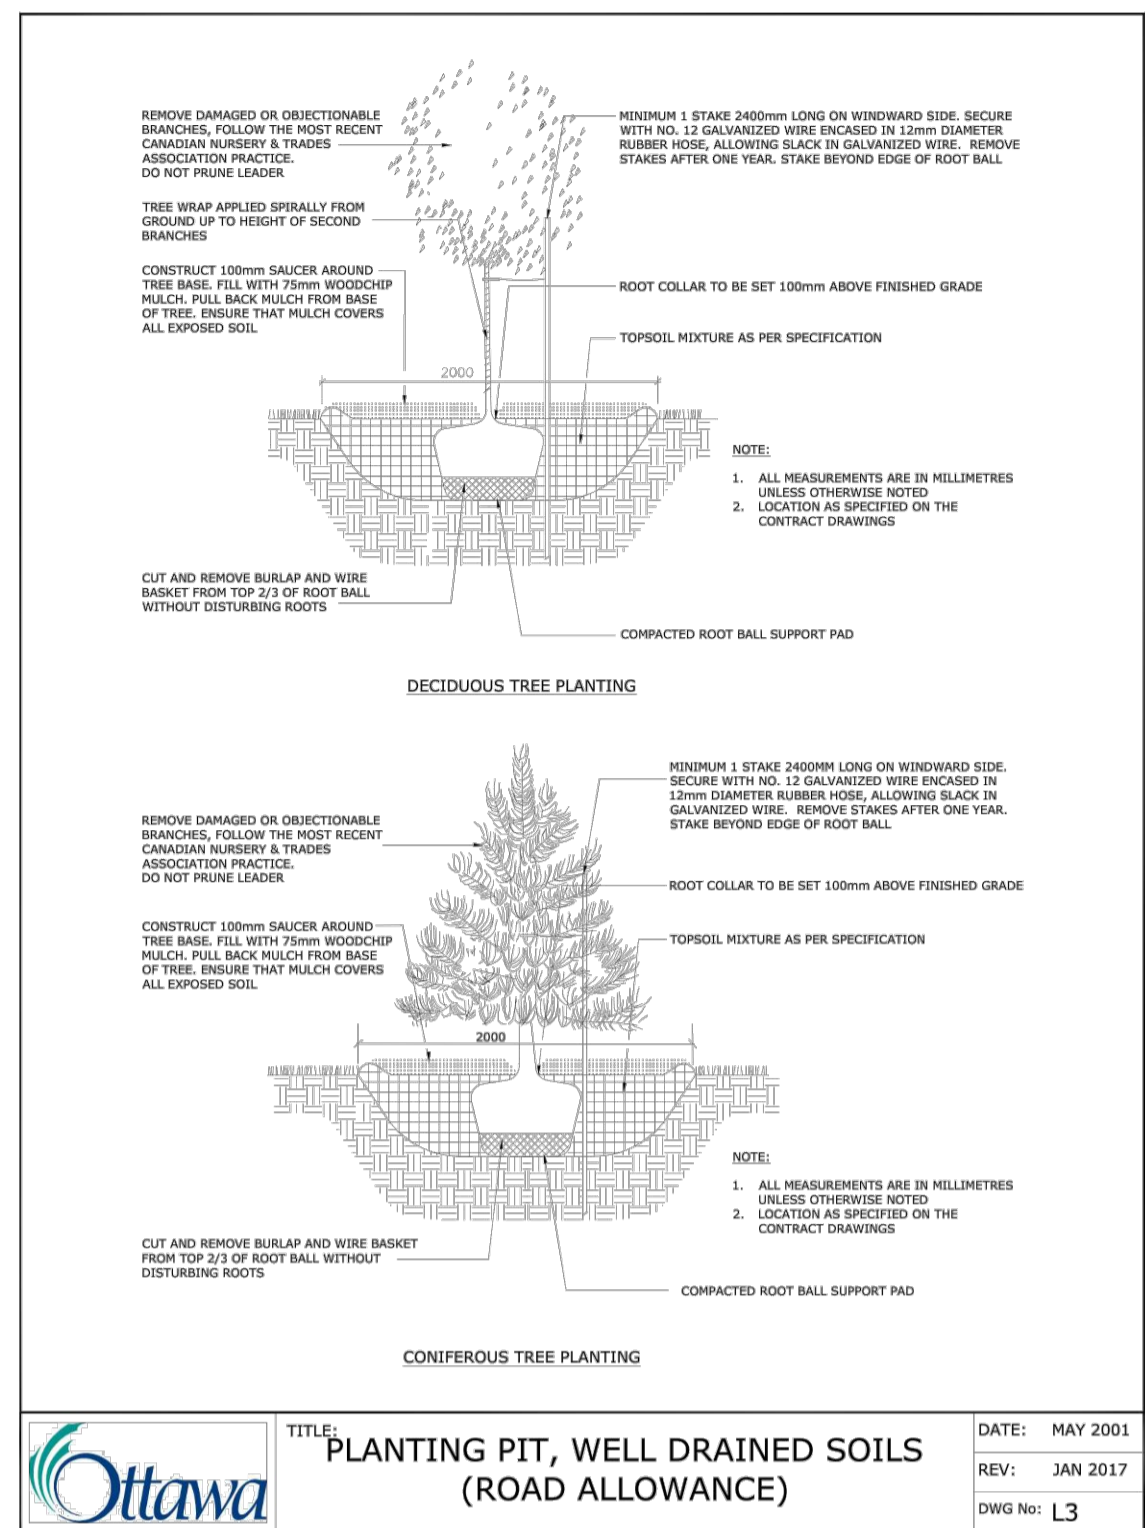 REMOVE DAMAGED OR OBJECTIONABLE
BRANCHES, FOLLOW THE MOST RECENT
CANADIAN NURSERY & TRADES
ASSOCIATION PRACTICE.
DO NOT PRUNE LEADER
TREE WRAP APPLIED SPIRALLY FROM
GROUND UP TO HEIGHT OF SECOND
BRANCHES
CONSTRUCT 100mm SAUCER AROUND
TREE BASE. FILL WITH 75mm WOODCHIP
MULCH. PULL BACK MULCH FROM BASE
OF TREE. ENSURE THAT MULCH COVERS
ALL EXPOSED SOIL
MINIMUM 1 STAKE 2400mm LONG ON WINDWARD SIDE. SECURE
WITH NO. 12 GALVANIZED WIRE ENCASED IN 12mm DIAMETER
RUBBER HOSE, ALLOWING SLACK IN GALVANIZED WIRE. REMOVE
STAKES AFTER ONE YEAR. STAKE BEYOND EDGE OF ROOT BALL
ROOT COLLAR TO BE SET 100mm ABOVE FINISHED GRADE
TOPSOIL MIXTURE AS PER SPECIFICATION
2000
NOTE:
1. ALL MEASUREMENTS ARE IN MILLIMETRES
UNLESS OTHERWISE NOTED
2. LOCATION AS SPECIFIED ON THE
CONTRACT DRAWINGS
CUT AND REMOVE BURLAP AND WIRE
BASKET FROM TOP 2/3 OF ROOT BALL
WITHOUT DISTURBING ROOTS
COMPACTED ROOT BALL SUPPORT PAD
DECIDUOUS TREE PLANTING
MINIMUM 1 STAKE 2400MM LONG ON WINDWARD SIDE.
SECURE WITH NO. 12 GALVANIZED WIRE ENCASED IN
12mm DIAMETER RUBBER HOSE, ALLOWING SLACK IN
GALVANIZED WIRE. REMOVE STAKES AFTER ONE YEAR.
STAKE BEYOND EDGE OF ROOT BALL
REMOVE DAMAGED OR OBJECTIONABLE
BRANCHES, FOLLOW THE MOST RECENT
CANADIAN NURSERY & TRADES
ASSOCIATION PRACTICE.
DO NOT PRUNE LEADER
ROOT COLLAR TO BE SET 100mm ABOVE FINISHED GRADE
CONSTRUCT 100mm SAUCER AROUND
TREE BASE. FILL WITH 75mm WOODCHIP
MULCH. PULL BACK MULCH FROM BASE
OF TREE. ENSURE THAT MULCH COVERS
ALL EXPOSED SOIL
TOPSOIL MIXTURE AS PER SPECIFICATION
2000
NOTE:
1. ALL MEASUREMENTS ARE IN MILLIMETRES
UNLESS OTHERWISE NOTED
2. LOCATION AS SPECIFIED ON THE
CONTRACT DRAWINGS
CUT AND REMOVE BURLAP AND WIRE BASKET
FROM TOP 2/3 OF ROOT BALL WITHOUT
DISTURBING ROOTS
COMPACTED ROOT BALL SUPPORT PAD
CONIFEROUS TREE PLANTING
Ottawa
TITLE:
PLANTING PIT, WELL DRAINED SOILS
(ROAD ALLOWANCE)
DATE: MAY 2001
REV: JAN 2017
DWG No: L3